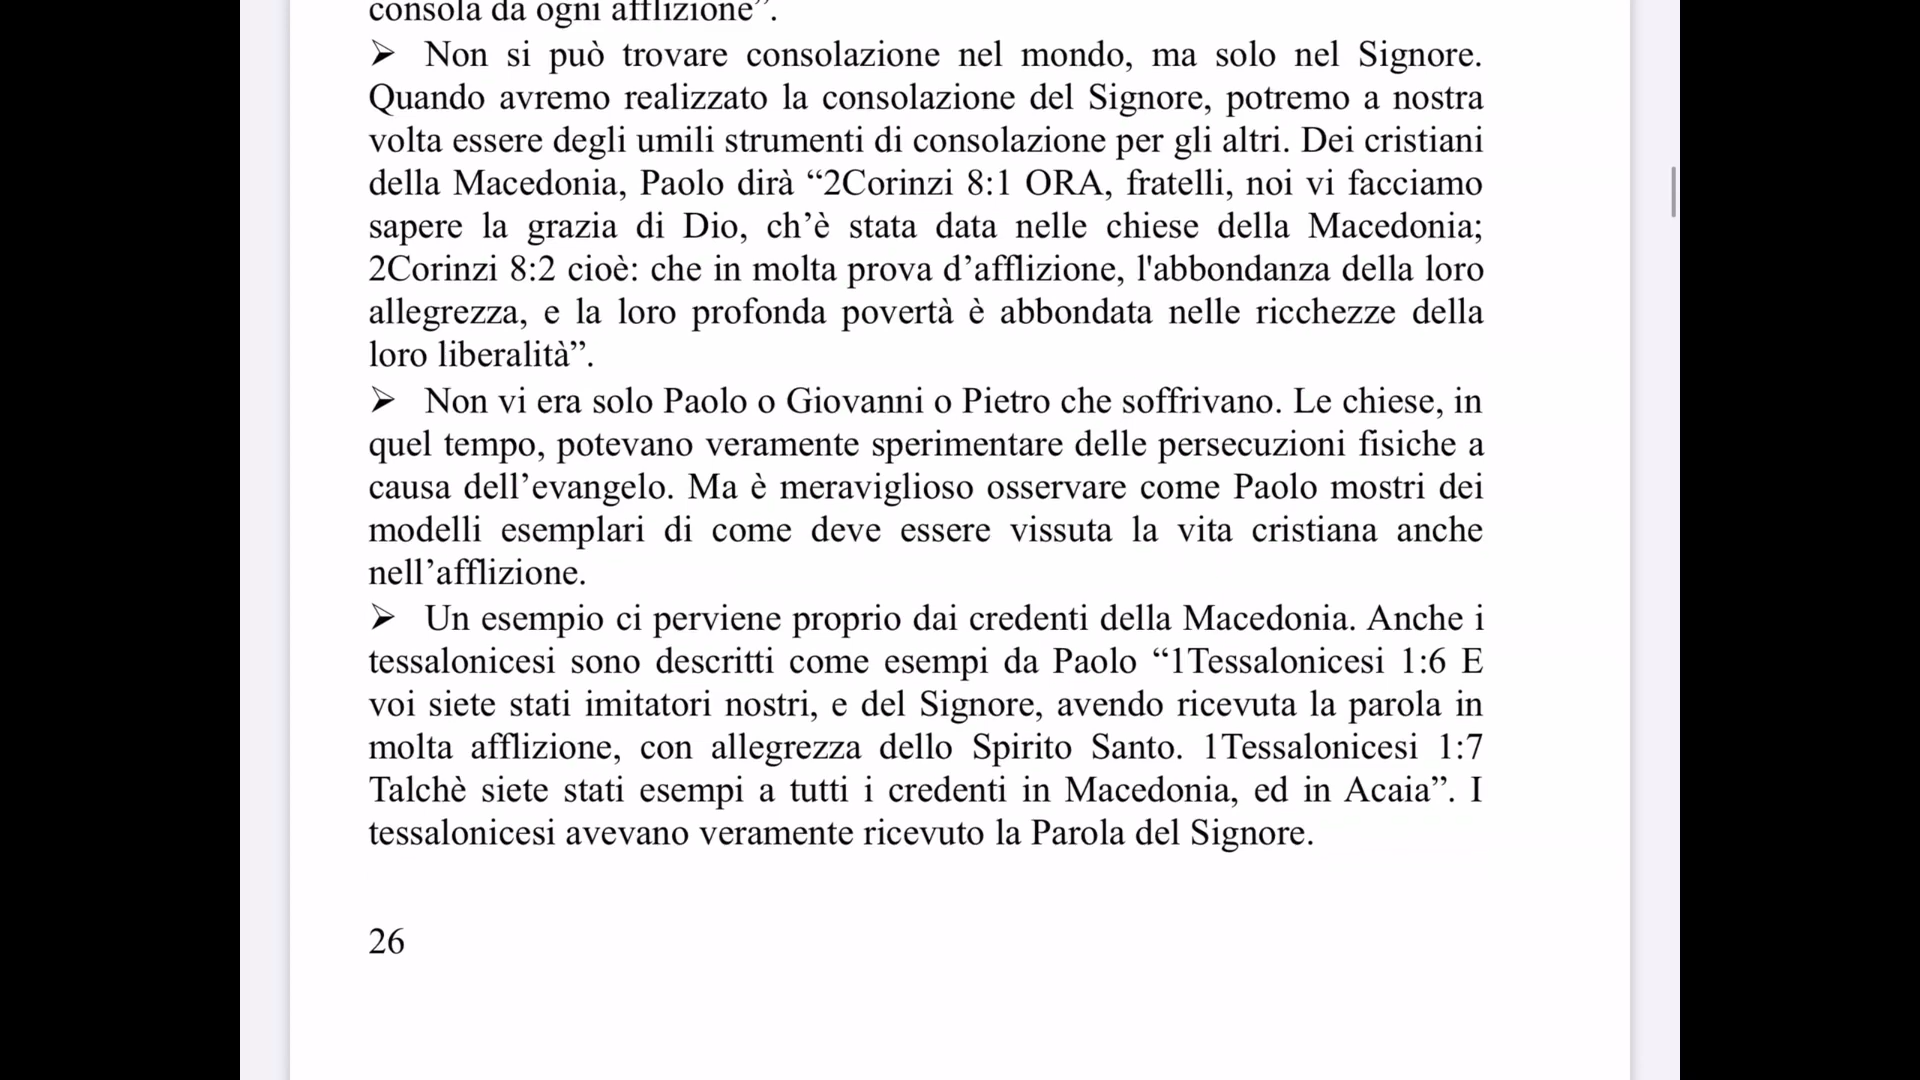 consola da ogni afflizione”.
➢ Non si può trovare consolazione nel mondo, ma solo nel Signore.
Quando avremo realizzato la consolazione del Signore, potremo a nostra
volta essere degli umili strumenti di consolazione per gli altri. Dei cristiani
della Macedonia, Paolo dirà “2Corinzi 8:1 ORA, fratelli, noi vi facciamo
sapere la grazia di Dio, ch’è stata data nelle chiese della Macedonia;
2Corinzi 8:2 cioè: che in molta prova d’afflizione, l'abbondanza della loro
allegrezza, e la loro profonda povertà è abbondata nelle ricchezze della
loro liberalità”.
➢ Non vi era solo Paolo o Giovanni o Pietro che soffrivano. Le chiese, in
quel tempo, potevano veramente sperimentare delle persecuzioni fisiche a
causa dell’evangelo. Ma è meraviglioso osservare come Paolo mostri dei
modelli esemplari di come deve essere vissuta la vita cristiana anche
nell’afflizione.
➢ Un esempio ci perviene proprio dai credenti della Macedonia. Anche i
tessalonicesi sono descritti come esempi da Paolo “1Tessalonicesi 1:6 E
voi siete stati imitatori nostri, e del Signore, avendo ricevuta la parola in
molta afflizione, con allegrezza dello Spirito Santo. 1Tessalonicesi 1:7
Talchè siete stati esempi a tutti i credenti in Macedonia, ed in Acaia”. I
tessalonicesi avevano veramente ricevuto la Parola del Signore.
26